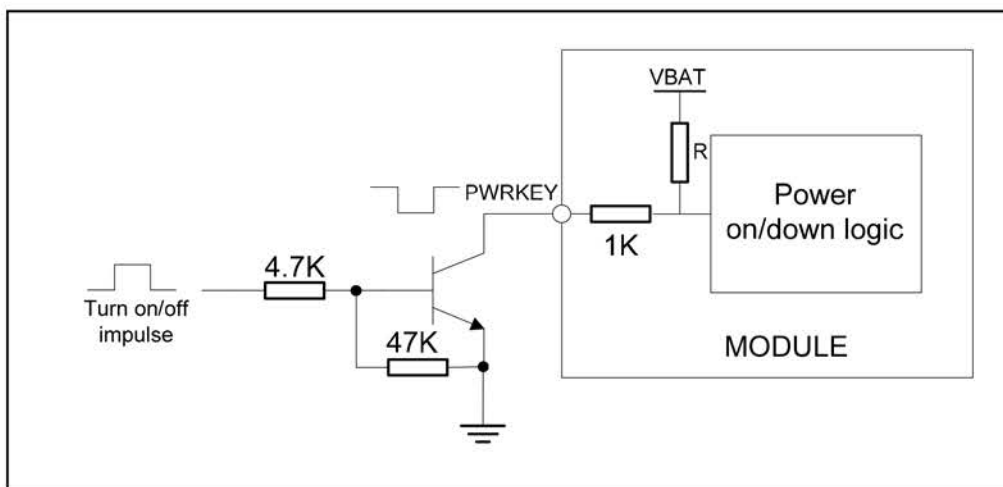 VBAT
R
PWRKEY
Power
on/down logic
1K
4.7K
Turn on/off
impulse
47K
MODULE